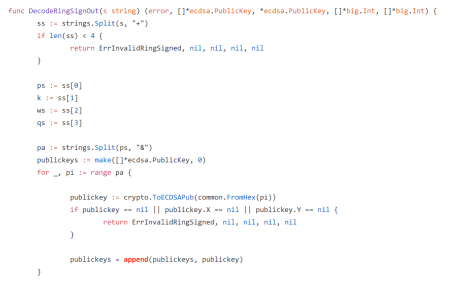 func DecodeRingSignOut(s string) (error, []*ecdsa.PublicKey, *ecdsa.PublicKey, []*big.Int, []*big.Int) {
ss := strings.Split(s, "+")
if len(ss) < 4 {
return ErrInvalidRingSigned, nil, nil, nil, nil
}
ps := ss[0]
k := ss[1]
ws := ss[2]
qs := ss[3]
pa := strings.Split(ps, "&")
publickeys := make([]*ecdsa.PublicKey, 0)
for _, pi := range pa {
publickey := crypto.ToECDSAPub(common.FromHex(pi))
if publickey == nil || publickey.X == nil || publickey.Y == nil {
return ErrInvalidRingSigned, nil, nil, nil, nil
}
publickeys = append(publickeys, publickey)
}